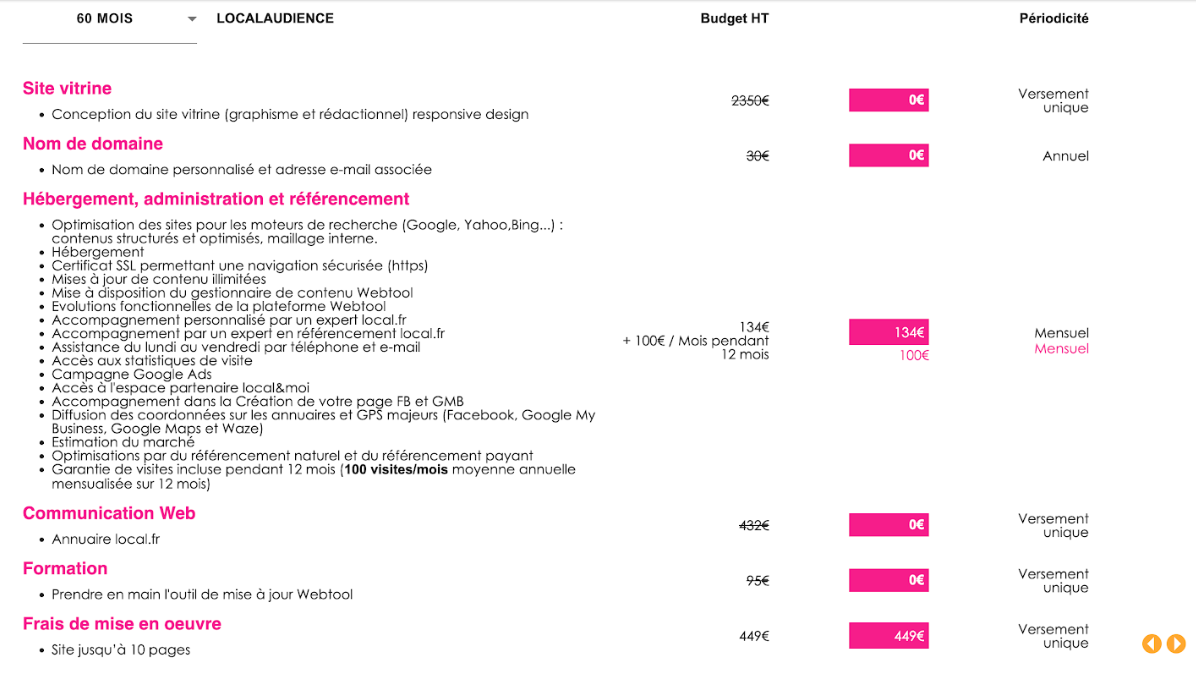 60 MOIS LOCALAUDIENCE Budget HT Périodicité
Site vitrine
• Conception du site vitrine (graphisme et rédactionnel) responsive design
2350€ 0€ Versement
unique
Nom de domaine
• Nom de domaine personnalisé et adresse e-mail associée
30€ 0€ Annuel
Hébergement, administration et référencement
• Optimisation des sites pour les moteurs de recherche (Google, Yahoo,Bing...) :
contenus structurés et optimisés, maillage interne.
• Hébergement
• Certificat SSL permettant une navigation sécurisée (https)
• Mises à jour de contenu illimitées
• Mise à disposition du gestionnaire de contenu Webtool
• Evolutions fonctionnelles de la plateforme Webtool
• Accompagnement personnalisé par un expert local.fr
• Accompagnement par un expert en référencement local.fr
• Assistance du lundi au vendredi par téléphone et e-mail
• Accès aux statistiques de visite
• Campagne Google Ads
• Accès à l'espace partenaire local&moi
• Accompagnement dans la Création de votre page FB et GMB
• Diffusion des coordonnées sur les annuaires et GPS majeurs (Facebook, Google My
Business, Google Maps et Waze)
• Estimation du marché
• Optimisations par du référencement naturel et du référencement payant
• Garantie de visites incluse pendant 12 mois (100 visites/mois moyenne annuelle
mensualisée sur 12 mois)
134€
+ 100€ / Mois pendant
12 mois
134€ Mensuel
100€ Mensuel
Communication Web
• Annuaire local.fr
432€ 0€ Versement
unique
Formation
• Prendre en main l'outil de mise à jour Webtool
95€ 0€ Versement
unique
Frais de mise en oeuvre
• Site jusqu'à 10 pages
449€ 449€ Versement
unique